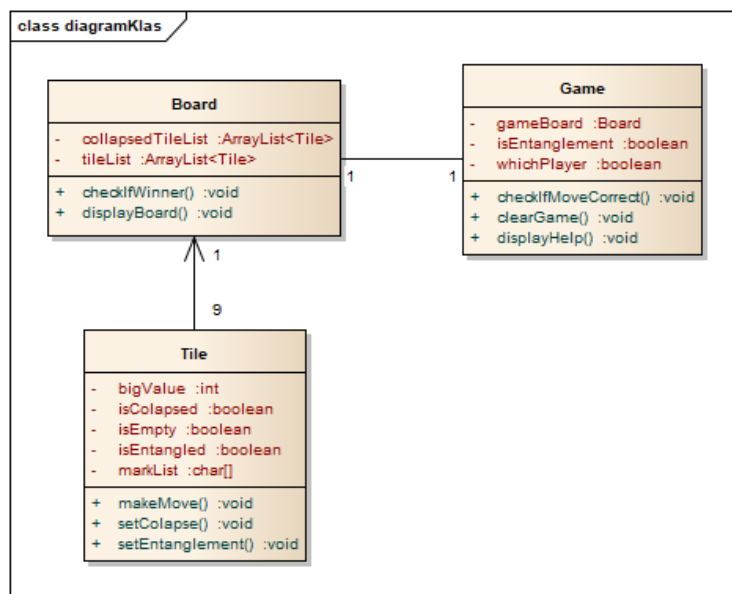 class diagramKlas
Board
- collapsedTileList :ArrayList<Tile>
- tileList :ArrayList<Tile>
+ checkIfWinner() :void
+ displayBoard() :void
Game
- gameBoard :Board
- isEntanglement :boolean
- whichPlayer :boolean
+ checkIfMoveCorrect() :void
+ clearGame() :void
+ displayHelp() :void
1
1
1
9
Tile
- bigValue :int
- isColapsed :boolean
- isEmpty :boolean
- isEntangled :boolean
- markList :char[]
+ makeMove() :void
+ setColapse() :void
+ setEntanglement() :void